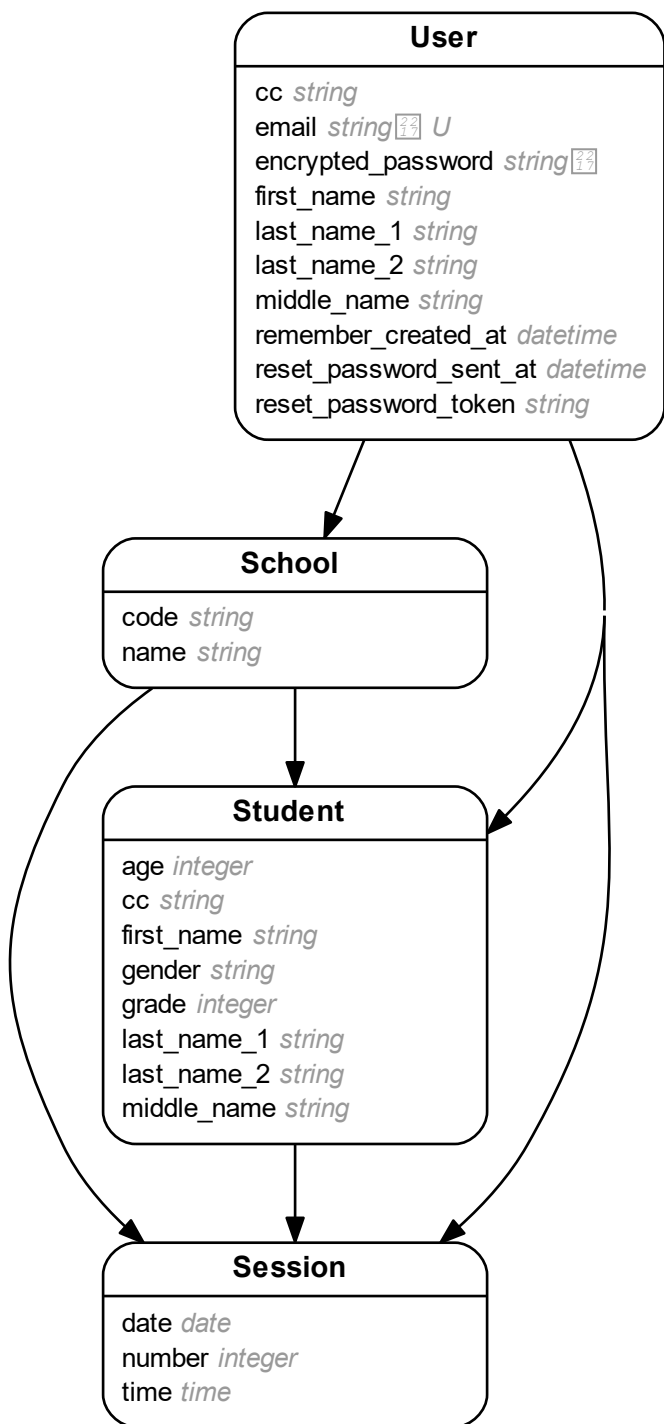 User
cc string
email string U
encrypted_password string
first_name string
last_name_1 string
last_name_2 string
middle_name string
remember_created_at datetime
reset_password_sent_at datetime
reset_password_token string
School
code string
name string
Student
age integer
cc string
first_name string
gender string
grade integer
last_name_1 string
last_name_2 string
middle_name string
Session
date date
number integer
time time